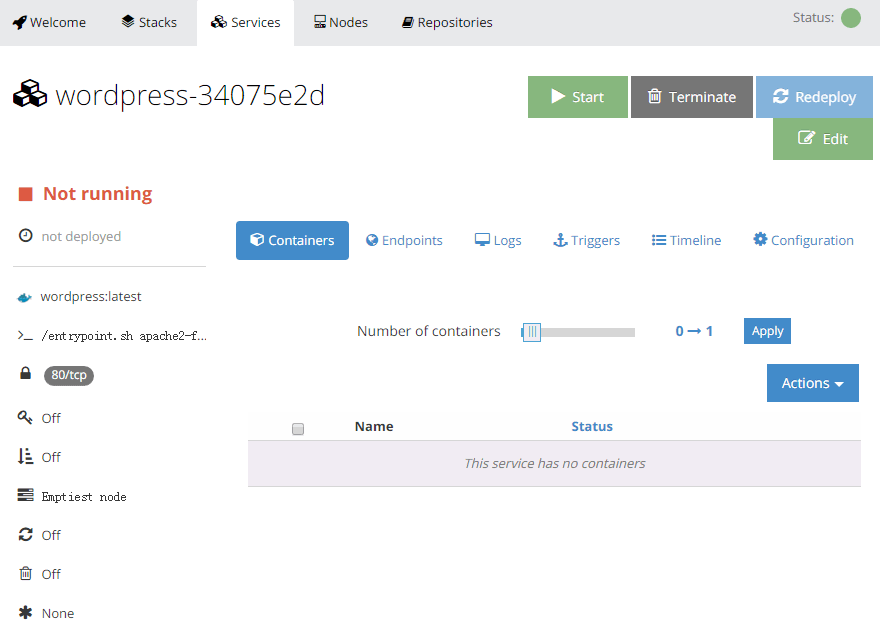 Welcome Stacks Services Nodes Repositories Status:
wordpress-34075e2d
Start Terminate Redeploy
Edit
Not running
not deployed
Containers Endpoints Logs Triggers Timeline Configuration
wordpress:latest
/entrypoint.sh apache2-f...
80/tcp
Off
Off
Emptiest node
Off
Off
None
Number of containers 0 → 1 Apply
Actions
Name Status
This service has no containers